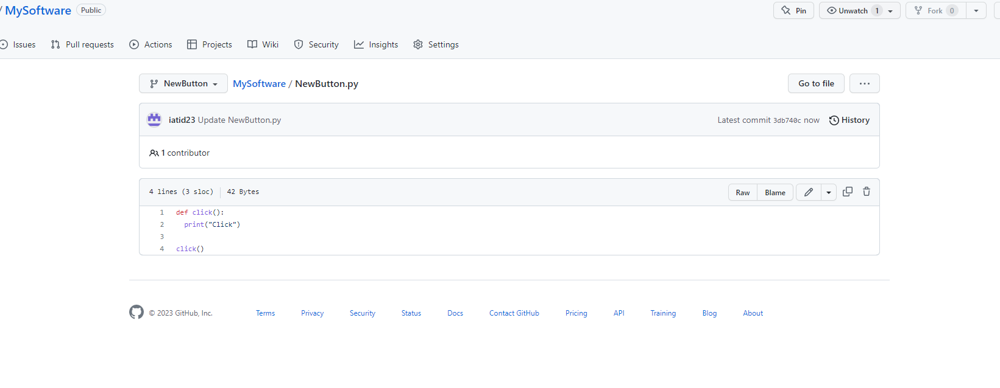 / MySoftware Public
Pin
Unwatch 1
Fork 0
Issues Pull requests Actions Projects Wiki Security Insights Settings
NewButton MySoftware / NewButton.py Go to file ...
iatid23 Update NewButton.py Latest commit 3db740c now History
1 contributor
4 lines (3 sloc) 42 Bytes Raw Blame
1 def click():
2   print("Click")
3
4 click()
© 2023 GitHub, Inc. Terms Privacy Security Status Docs Contact GitHub Pricing API Training Blog About